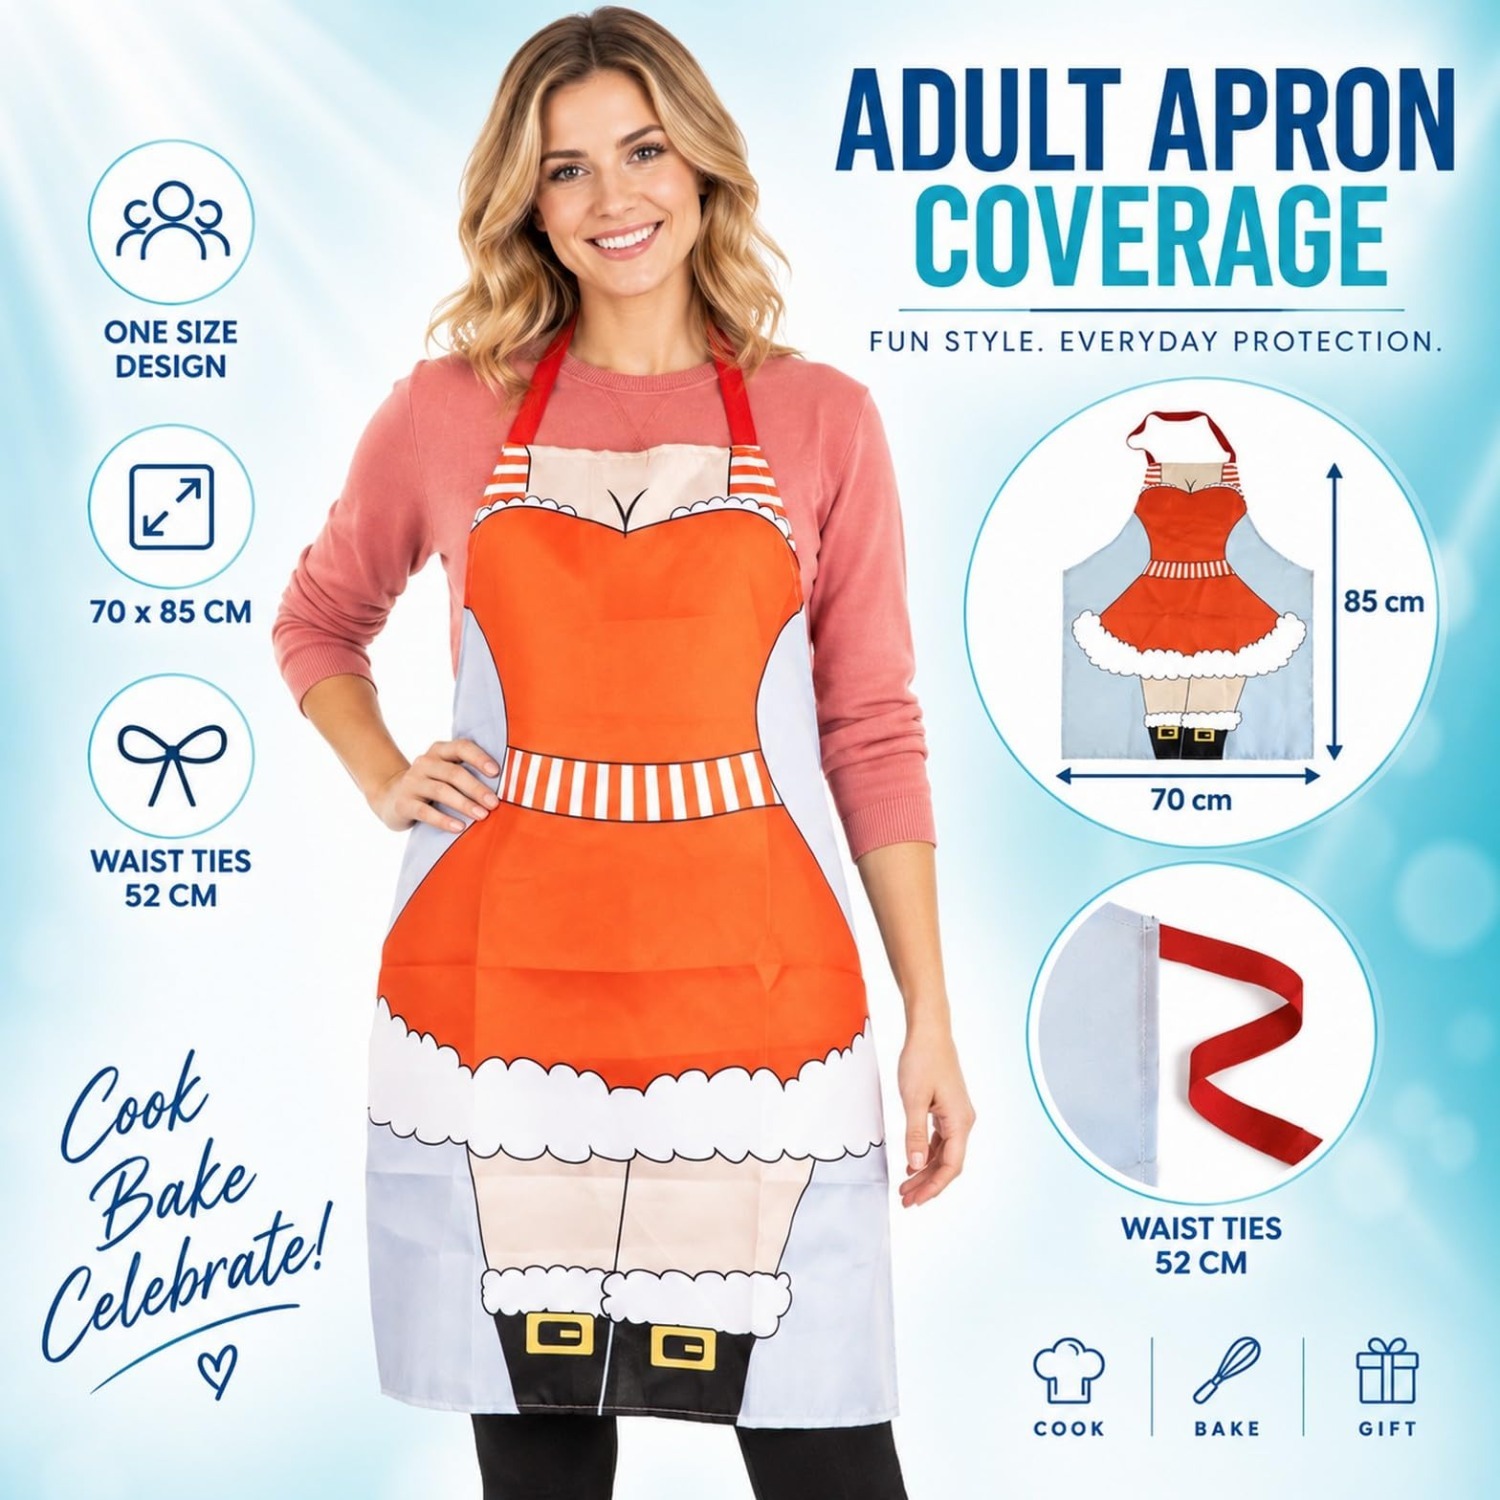 ADULT APRON
COVERAGE
FUN STYLE. EVERYDAY PROTECTION.
ONE SIZE
DESIGN
70 x 85 CM
WAIST TIES
52 CM
Cook
Bake
Celebrate!
85 cm
70 cm
WAIST TIES
52 CM
COOK
BAKE
GIFT